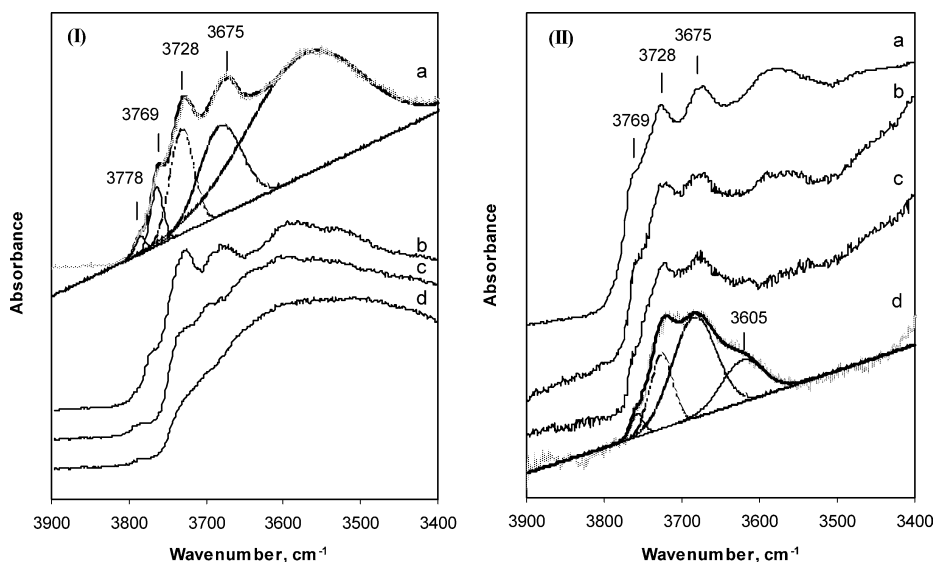 (I)
3675
3728
a
3769
3778
b
c
d
Absorbance
3900 3800 3700 3600 3500 3400
Wavenumber, cm⁻¹
(II)
3675
a
3728
b
3769
c
d
3605
Absorbance
3900 3800 3700 3600 3500 3400
Wavenumber, cm⁻¹